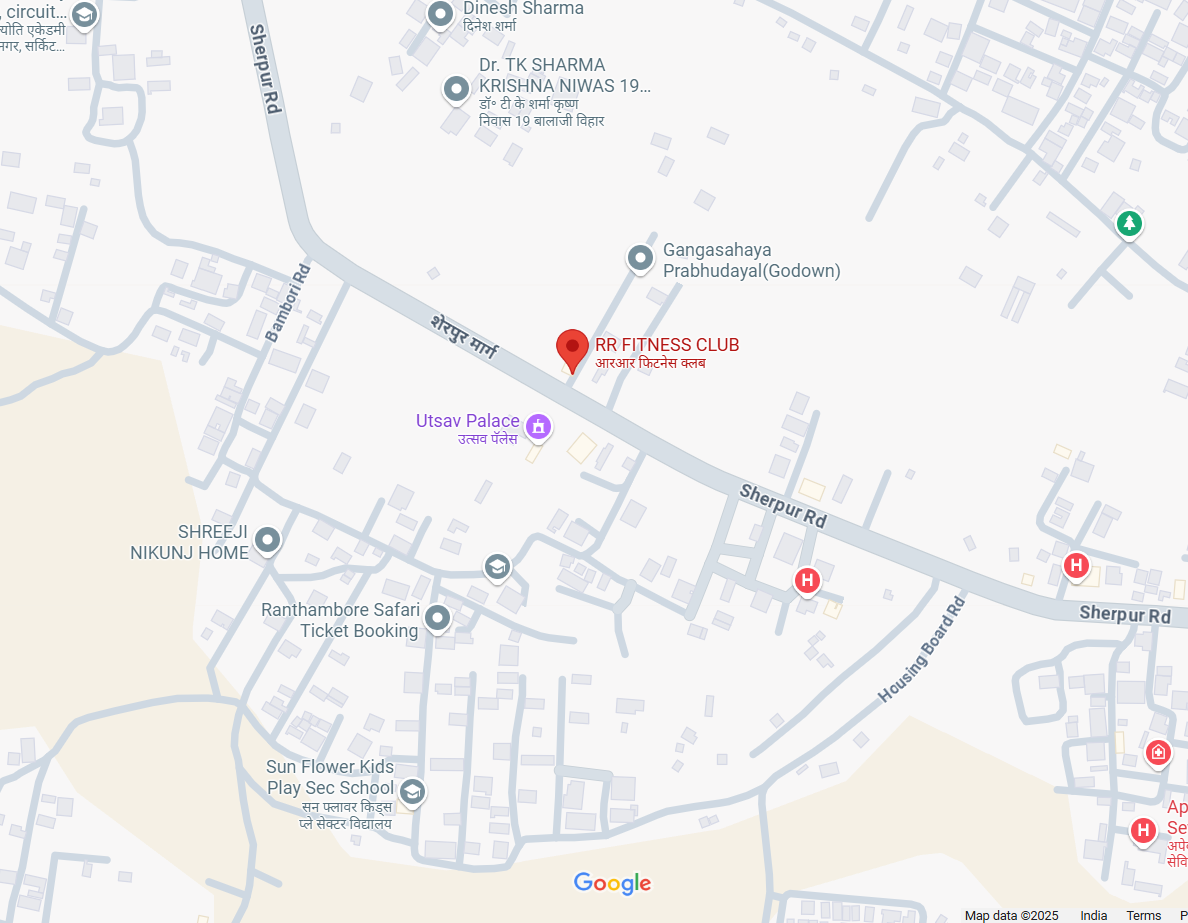 , circuit...
ज्योति एकेडमी
नगर, सर्किट...
Dinesh Sharma
दिनेश शर्मा
Sherpur Rd
Dr. TK SHARMA
KRISHNA NIWAS 19...
डॉ॰ टी के शर्मा कृष्ण
निवास 19 बालाजी विहार
Gangasahaya
Prabhudayal(Godown)
Bambori Rd
शेरपुर मार्ग
RR FITNESS CLUB
आरआर फिटनेस क्लब
Utsav Palace
उत्सव पॅलेस
Sherpur Rd
SHREEJI
NIKUNJ HOME
H
H
Ranthambore Safari
Ticket Booking
Sherpur Rd
Housing Board Rd
Sun Flower Kids
Play Sec School
सन फ्लावर किड्स
प्ले सेक्टर विद्यालय
H
Ap
Se
अपे
सेवि
Google
Map data ©2025 India Terms P